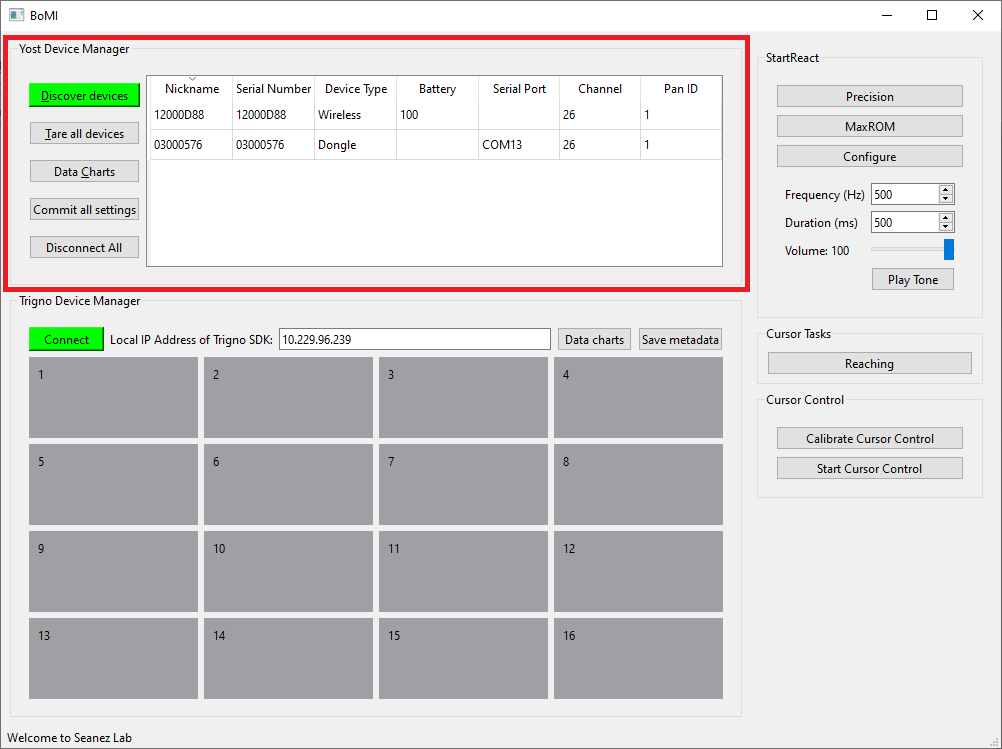 BoMI
Yost Device Manager
Discover devices
Tare all devices
Data Charts
Commit all settings
Disconnect All
Nickname Serial Number Device Type Battery Serial Port Channel Pan ID
12000D88 12000D88 Wireless 100 26 1
03000576 03000576 Dongle COM13 26 1
Trigno Device Manager
Connect Local IP Address of Trigno SDK: 10.229.96.239 Data charts Save metadata
1 2 3 4
5 6 7 8
9 10 11 12
13 14 15 16
StartReact
Precision
MaxROM
Configure
Frequency (Hz) 500
Duration (ms) 500
Volume: 100
Play Tone
Cursor Tasks
Reaching
Cursor Control
Calibrate Cursor Control
Start Cursor Control
Welcome to Seanez Lab